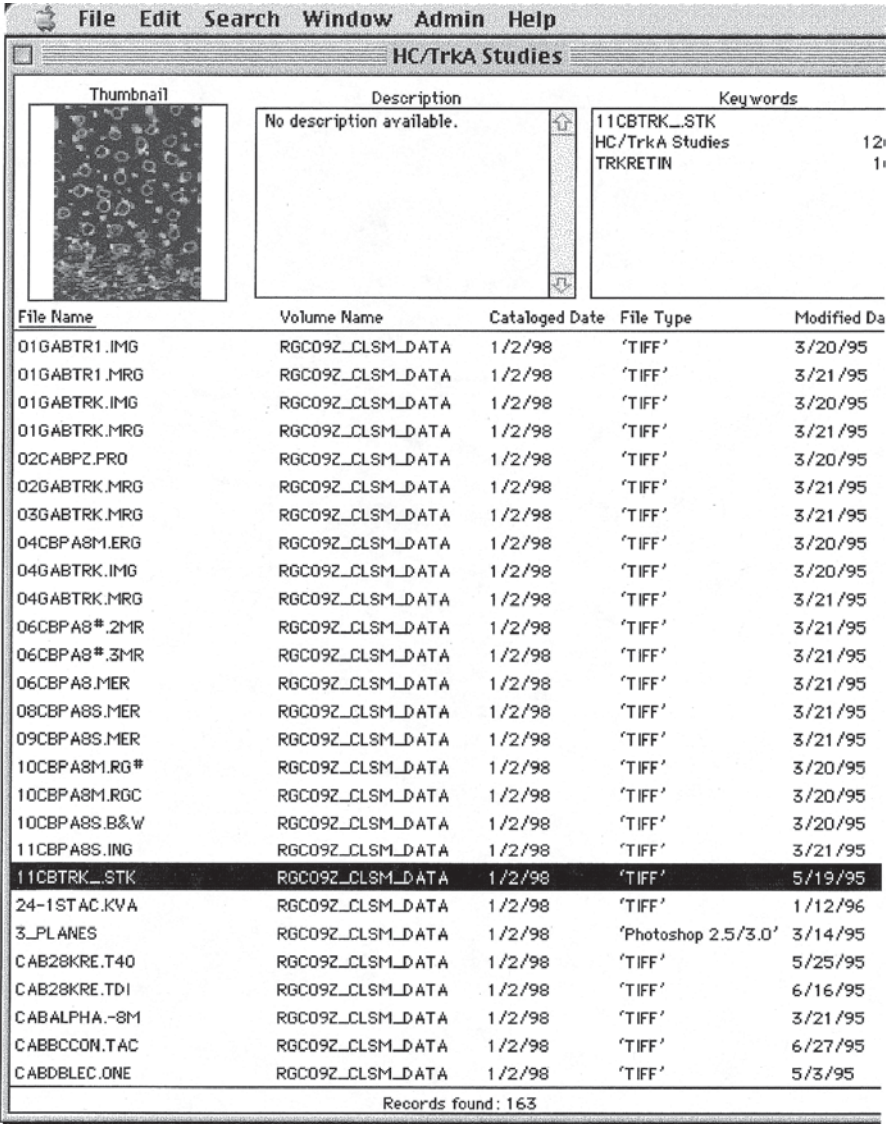 File Edit Search Window Admin Help
HC/TrkA Studies
Thumbnail Description Keywords
No description available.
11CBTRK_.STK
HC/TrkA Studies 12
TRKRETIN 1
File Name Volume Name Cataloged Date File Type Modified Da
01GABTR1.IMG RGC09Z_CLSM_DATA 1/2/98 'TIFF' 3/20/95
01GABTR1.MRG RGC09Z_CLSM_DATA 1/2/98 'TIFF' 3/21/95
01GABTRK.IMG RGC09Z_CLSM_DATA 1/2/98 'TIFF' 3/20/95
01GABTRK.MRG RGC09Z_CLSM_DATA 1/2/98 'TIFF' 3/21/95
02CABPZ.PRO RGC09Z_CLSM_DATA 1/2/98 'TIFF' 3/20/95
02GABTRK.MRG RGC09Z_CLSM_DATA 1/2/98 'TIFF' 3/21/95
03GABTRK.MRG RGC09Z_CLSM_DATA 1/2/98 'TIFF' 3/21/95
04CBPA8M.ERG RGC09Z_CLSM_DATA 1/2/98 'TIFF' 3/20/95
04GABTRK.IMG RGC09Z_CLSM_DATA 1/2/98 'TIFF' 3/20/95
04GABTRK.MRG RGC09Z_CLSM_DATA 1/2/98 'TIFF' 3/21/95
06CBPA8#.2MR RGC09Z_CLSM_DATA 1/2/98 'TIFF' 3/21/95
06CBPA8#.3MR RGC09Z_CLSM_DATA 1/2/98 'TIFF' 3/21/95
06CBPA8.MER RGC09Z_CLSM_DATA 1/2/98 'TIFF' 3/21/95
08CBPA8S.MER RGC09Z_CLSM_DATA 1/2/98 'TIFF' 3/21/95
09CBPA8S.MER RGC09Z_CLSM_DATA 1/2/98 'TIFF' 3/21/95
10CBPA8M.RG# RGC09Z_CLSM_DATA 1/2/98 'TIFF' 3/20/95
10CBPA8M.RGC RGC09Z_CLSM_DATA 1/2/98 'TIFF' 3/20/95
10CBPA8S.B&W RGC09Z_CLSM_DATA 1/2/98 'TIFF' 3/20/95
11CBPA8S.ING RGC09Z_CLSM_DATA 1/2/98 'TIFF' 3/21/95
11CBTRK_.STK RGC09Z_CLSM_DATA 1/2/98 'TIFF' 5/19/95
24-1STAC.KVA RGC09Z_CLSM_DATA 1/2/98 'TIFF' 1/12/96
3_PLANES RGC09Z_CLSM_DATA 1/2/98 'Photoshop 2.5/3.0' 3/14/95
CAB28KRE.T40 RGC09Z_CLSM_DATA 1/2/98 'TIFF' 5/25/95
CAB28KRE.TDI RGC09Z_CLSM_DATA 1/2/98 'TIFF' 6/16/95
CABALPHA.-8M RGC09Z_CLSM_DATA 1/2/98 'TIFF' 3/21/95
CABBCCON.TAC RGC09Z_CLSM_DATA 1/2/98 'TIFF' 6/27/95
CABDBLEC.ONE RGC09Z_CLSM_DATA 1/2/98 'TIFF' 5/3/95
Records found: 163